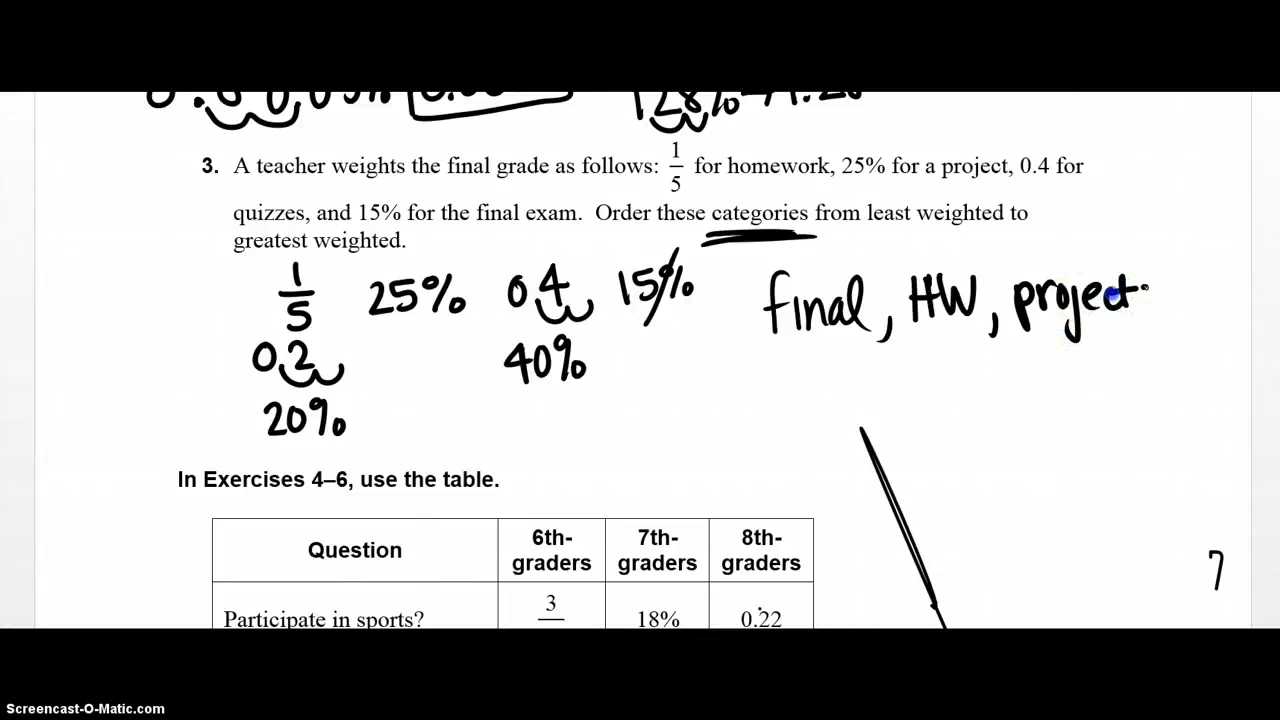 128%
3. A teacher weights the final grade as follows: 1/5 for homework, 25% for a project, 0.4 for
quizzes, and 15% for the final exam. Order these categories from least weighted to
greatest weighted.
1/5 25% 0.4 15% final, HW, project
0.2 40%
20%
In Exercises 4–6, use the table.
Question 6th-graders 7th-graders 8th-graders
7
Participate in sports? 3 18% 0.22
Screencast-O-Matic.com